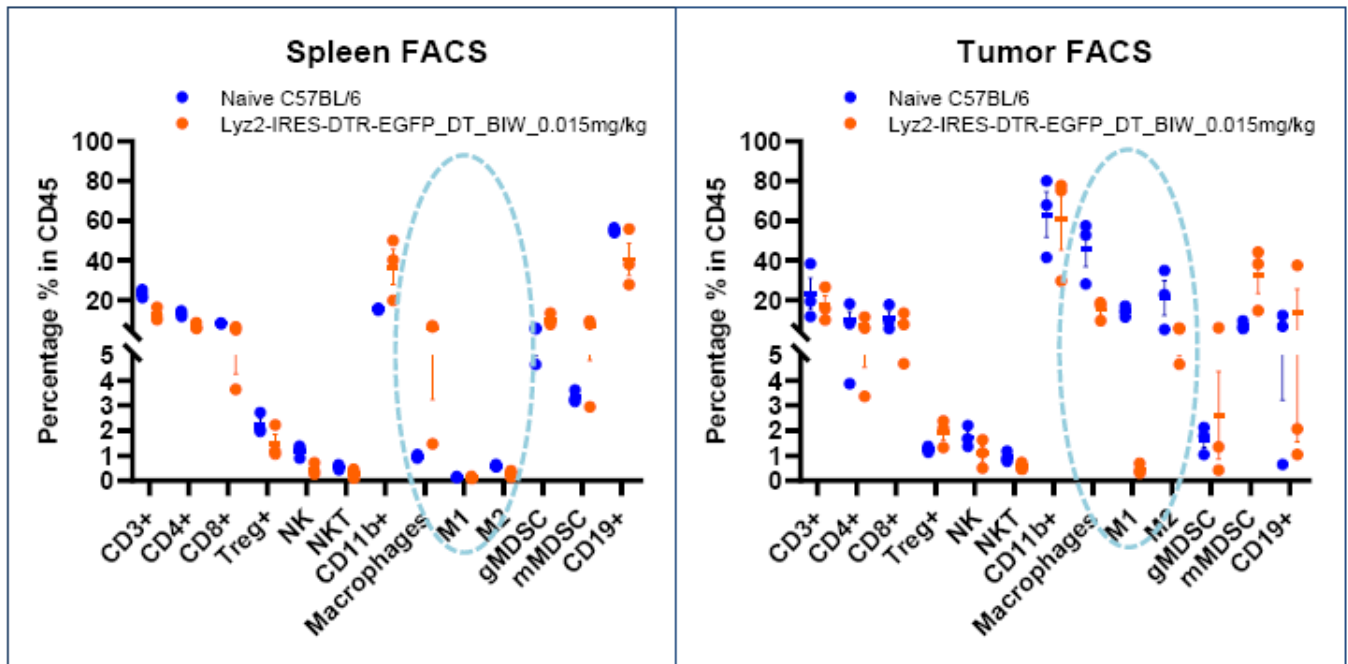 Spleen FACS
Naive C57BL/6
Lyz2-IRES-DTR-EGFP_DT_BIW_0.015mg/kg
Percentage % in CD45
100
80
60
40
20
5
4
3
2
1
0
CD3+
CD4+
CD8+
Treg+
NK
NKT
CD11b+
Macrophages
M1
M2
gMDSC
mMDSC
CD19+
Tumor FACS
Naive C57BL/6
Lyz2-IRES-DTR-EGFP_DT_BIW_0.015mg/kg
Percentage % in CD45
100
80
60
40
20
5
4
3
2
1
0
CD3+
CD4+
CD8+
Treg+
NK
NKT
CD11b+
Macrophages
M1
M2
gMDSC
mMDSC
CD19+